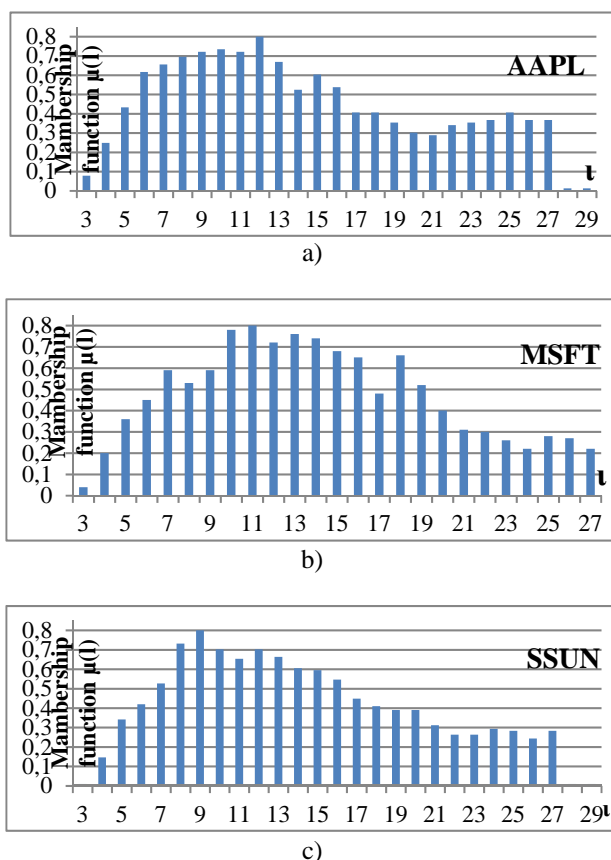 Mambership
function μ(l)
0,8
0,7
0,6
0,5
0,4
0,3
0,2
0,1
0
AAPL
ι
3 5 7 9 11 13 15 17 19 21 23 25 27 29
a)
Mambership
function μ(l)
0,8
0,7
0,6
0,5
0,4
0,3
0,2
0,1
0
MSFT
ι
3 5 7 9 11 13 15 17 19 21 23 25 27
b)
Mambership
function μ(l)
0,8
0,7
0,6
0,5
0,4
0,3
0,2
0,1
0
SSUN
3 5 7 9 11 13 15 17 19 21 23 25 27 29 ι
c)